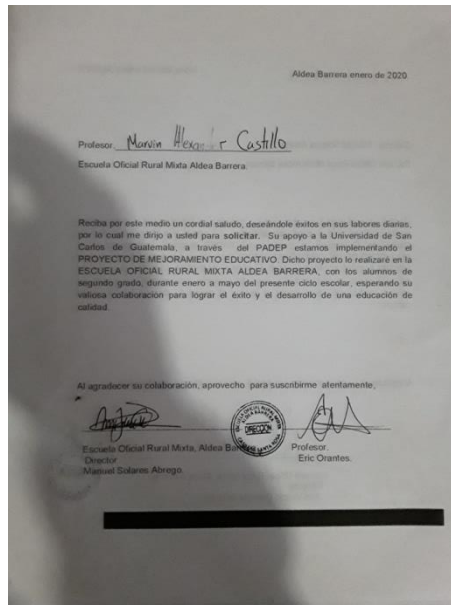 Aldea Barrera enero de 2020
Profesor Marvin Castillo
Escuela Oficial Rural Mixta Aldea Barrera.
Reciba por este medio un cordial saludo, deseándole éxitos en sus labores diarias,
por lo cual me dirijo a usted para solicitar. Su apoyo a la Universidad de San
Carlos de Guatemala, a través del PADEP estamos implementando el
PROYECTO DE MEJORAMIENTO EDUCATIVO. Dicho proyecto lo realizaré en la
ESCUELA OFICIAL RURAL MIXTA ALDEA BARRERA, con los alumnos de
segundo grado, durante enero a mayo del presente ciclo escolar, esperando su
valiosa colaboración para lograr el éxito y el desarrollo de una educación de
calidad.
Al agradecer su colaboración, aprovecho para suscribirme atentamente,
DIRECCIÓN
Escuela Oficial Rural Mixta, Aldea Profesor.
Director Eric Orantes.
Manuel Solares Abrego.